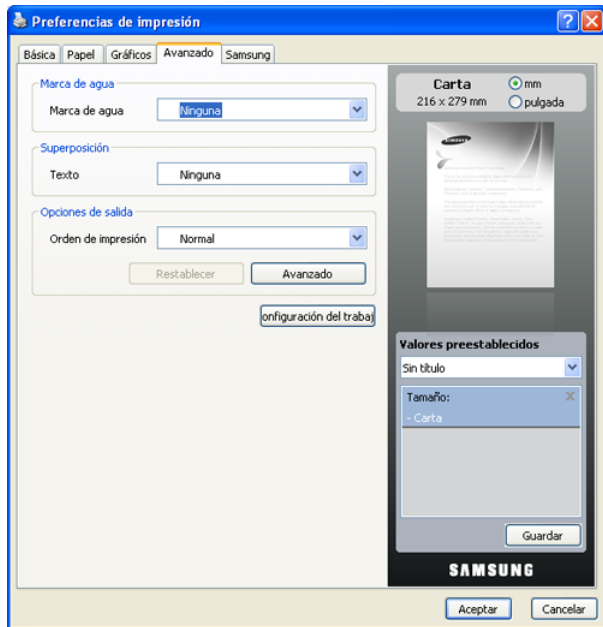 Preferencias de impresión
Básica Papel Gráficos Avanzado Samsung
Marca de agua
Marca de agua Ninguna
Superposición
Texto Ninguna
Opciones de salida
Orden de impresión Normal
Restablecer Avanzado
onfiguración del trabaj
Carta mm
216 x 279 mm pulgada
SAMSUNG
Valores preestablecidos
Sin título
Tamaño: X
- Carta
Guardar
SAMSUNG
Aceptar Cancelar